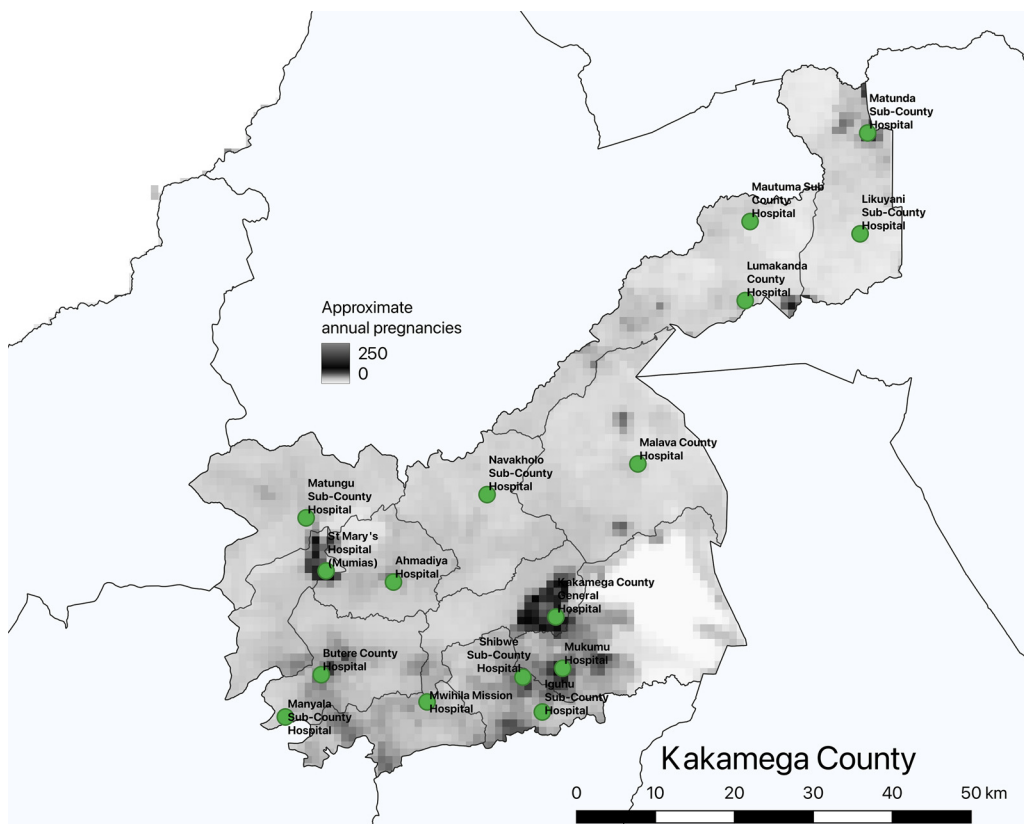 Matunda
Sub-County
Hospital
Mautuma Sub
County
Hospital
Likuyani
Sub-County
Hospital
Lumakanda
County
Hospital
Approximate
annual pregnancies
250
0
Malava County
Hospital
Navakholo
Sub-County
Hospital
Matungu
Sub-County
Hospital
St Mary's
Hospital
(Mumias)
Ahmadiya
Hospital
Kakamega County
General
Hospital
Shibwe
Sub-County
Hospital
Mukumu
Hospital
Butere County
Hospital
Iguhu
Sub-County
Hospital
Mwihila Mission
Hospital
Manyala
Sub-County
Hospital
Kakamega County
0 10 20 30 40 50 km